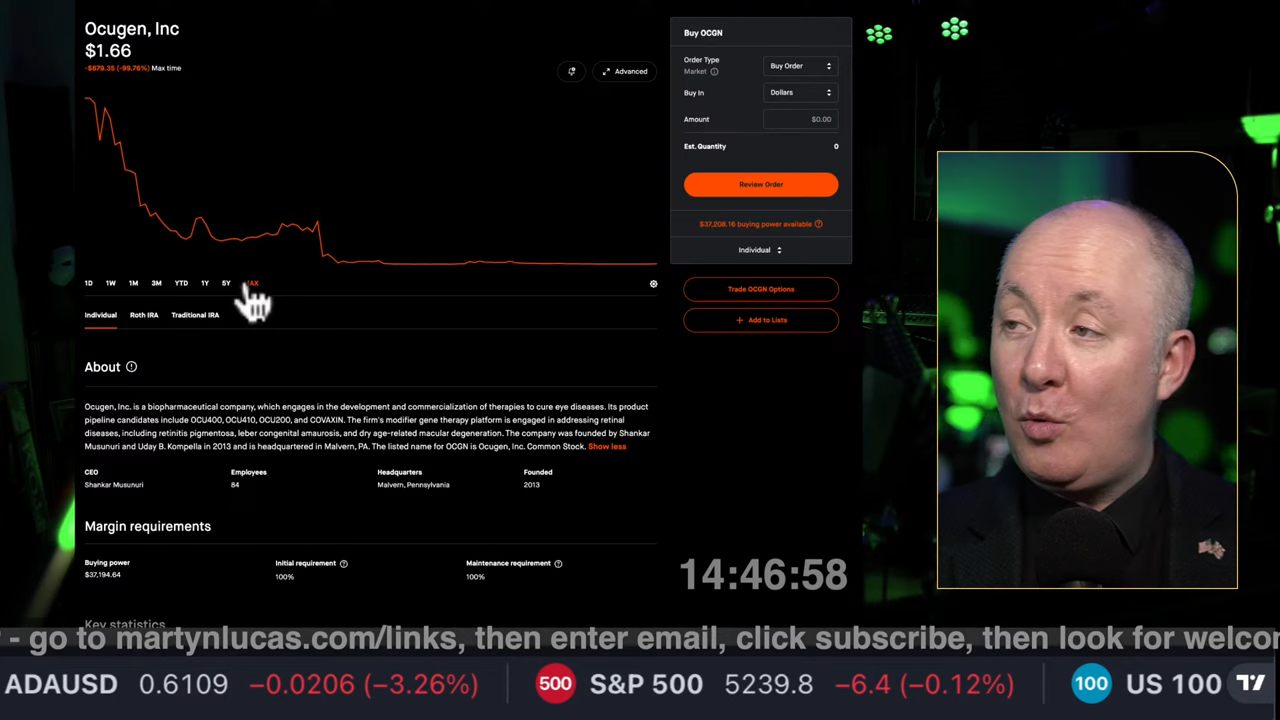 Ocugen, Inc
$1.66
-$679.35 (-99.76%) Max time
Advanced
1D 1W 1M 3M YTD 1Y 5Y
Individual Roth IRA Traditional IRA
About
Ocugen, Inc. is a biopharmaceutical company, which engages in the development and commercialization of therapies to cure eye diseases. Its product
pipeline candidates include OCU400, OCU410, OCU200, and COVAXIN. The firm's modifier gene therapy platform is engaged in addressing retinal
diseases, including retinitis pigmentosa, leber congenital amaurosis, and dry age-related macular degeneration. The company was founded by Shankar
Musunuri and Uday B. Kompella in 2013 and is headquartered in Malvern, PA. The listed name for OCGN is Ocugen, Inc. Common Stock. Show less
CEO Employees Headquarters Founded
Shankar Musunuri 84 Malvern, Pennsylvania 2013
Margin requirements
Buying power Initial requirement Maintenance requirement
$37,194.64 100% 100%
Key statistics
Buy OCGN
Order Type Buy Order
Market
Buy In Dollars
Amount $0.00
Est. Quantity 0
Review Order
$37,208.16 buying power available
Individual
Trade OCGN Options
+ Add to Lists
14:46:58
- go to martynlucas.com/links, then enter email, click subscribe, then look for
ADAUSD 0.6109 −0.0206 (−3.26%) 500 S&P 500 5239.8 −6.4 (−0.12%) 100 US 100